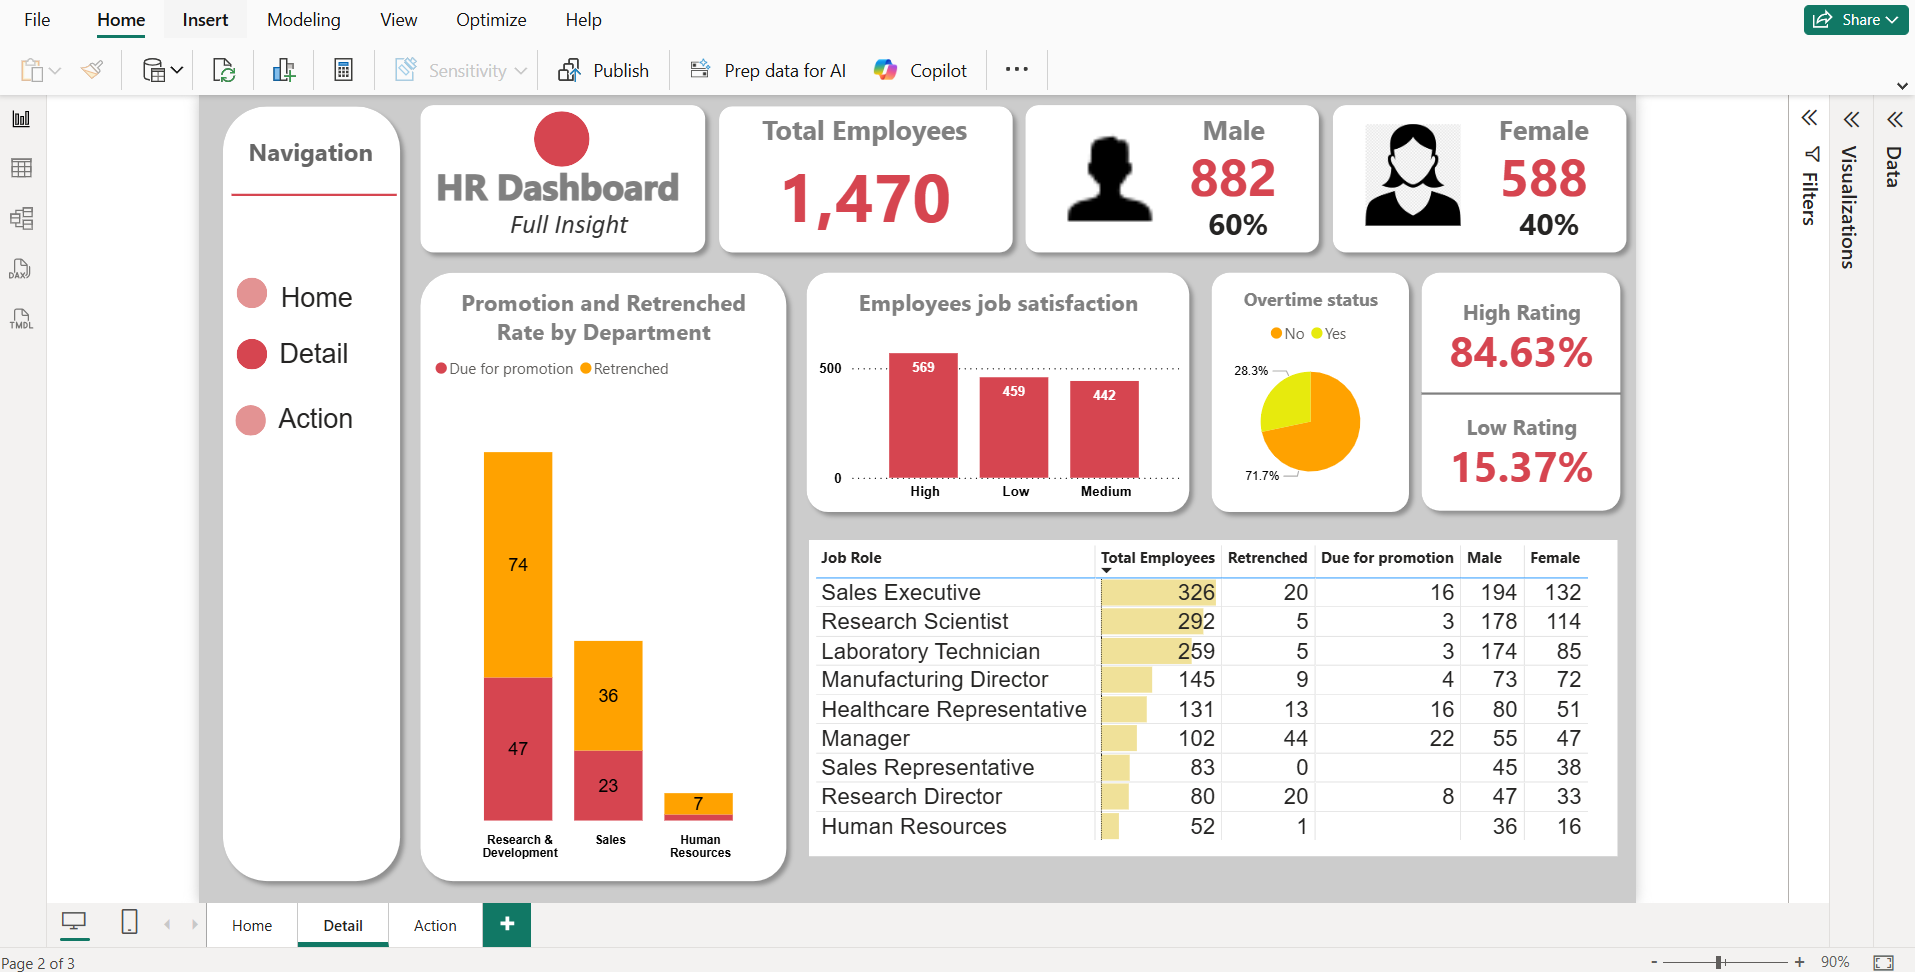 File Home Insert Modeling View Optimize Help
Share
Sensitivity Publish Prep data for AI Copilot
Navigation
Home
Detail
Action
HR Dashboard
Full Insight
Total Employees
1,470
Male
882
60%
Female
588
40%
Promotion and Retrenched
Rate by Department
Due for promotion Retrenched
74
47
36
23
7
Research &
Development
Sales
Human
Resources
Employees job satisfaction
500
0
569
459
442
High Low Medium
Overtime status
No Yes
28.3%
71.7%
High Rating
84.63%
Low Rating
15.37%
Job Role Total Employees Retrenched Due for promotion Male Female
Sales Executive 326 20 16 194 132
Research Scientist 292 5 3 178 114
Laboratory Technician 259 5 3 174 85
Manufacturing Director 145 9 4 73 72
Healthcare Representative 131 13 16 80 51
Manager 102 44 22 55 47
Sales Representative 83 0 45 38
Research Director 80 20 8 47 33
Human Resources 52 1 36 16
Filters
Visualizations
Data
DAX
TMDL
Home Detail Action +
Page 2 of 3
- + 90%